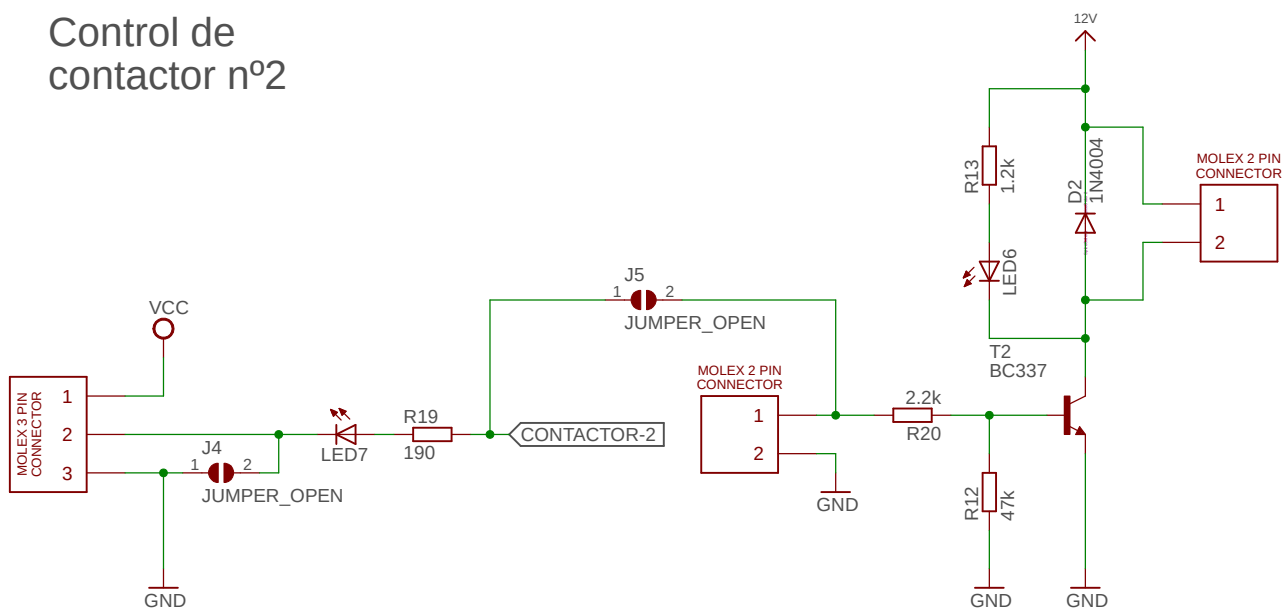 Control de
contactor nº2
12V
R13
1.2k
D2
1N4004
MOLEX 2 PIN
CONNECTOR
1
2
LED6
J5
1
2
JUMPER_OPEN
VCC
T2
BC337
MOLEX 3 PIN
CONNECTOR
1
2
3
MOLEX 2 PIN
CONNECTOR
1
2
2.2k
R20
R19
190
LED7
CONTACTOR-2
J4
1
2
JUMPER_OPEN
GND
R12
47k
GND
GND
GND